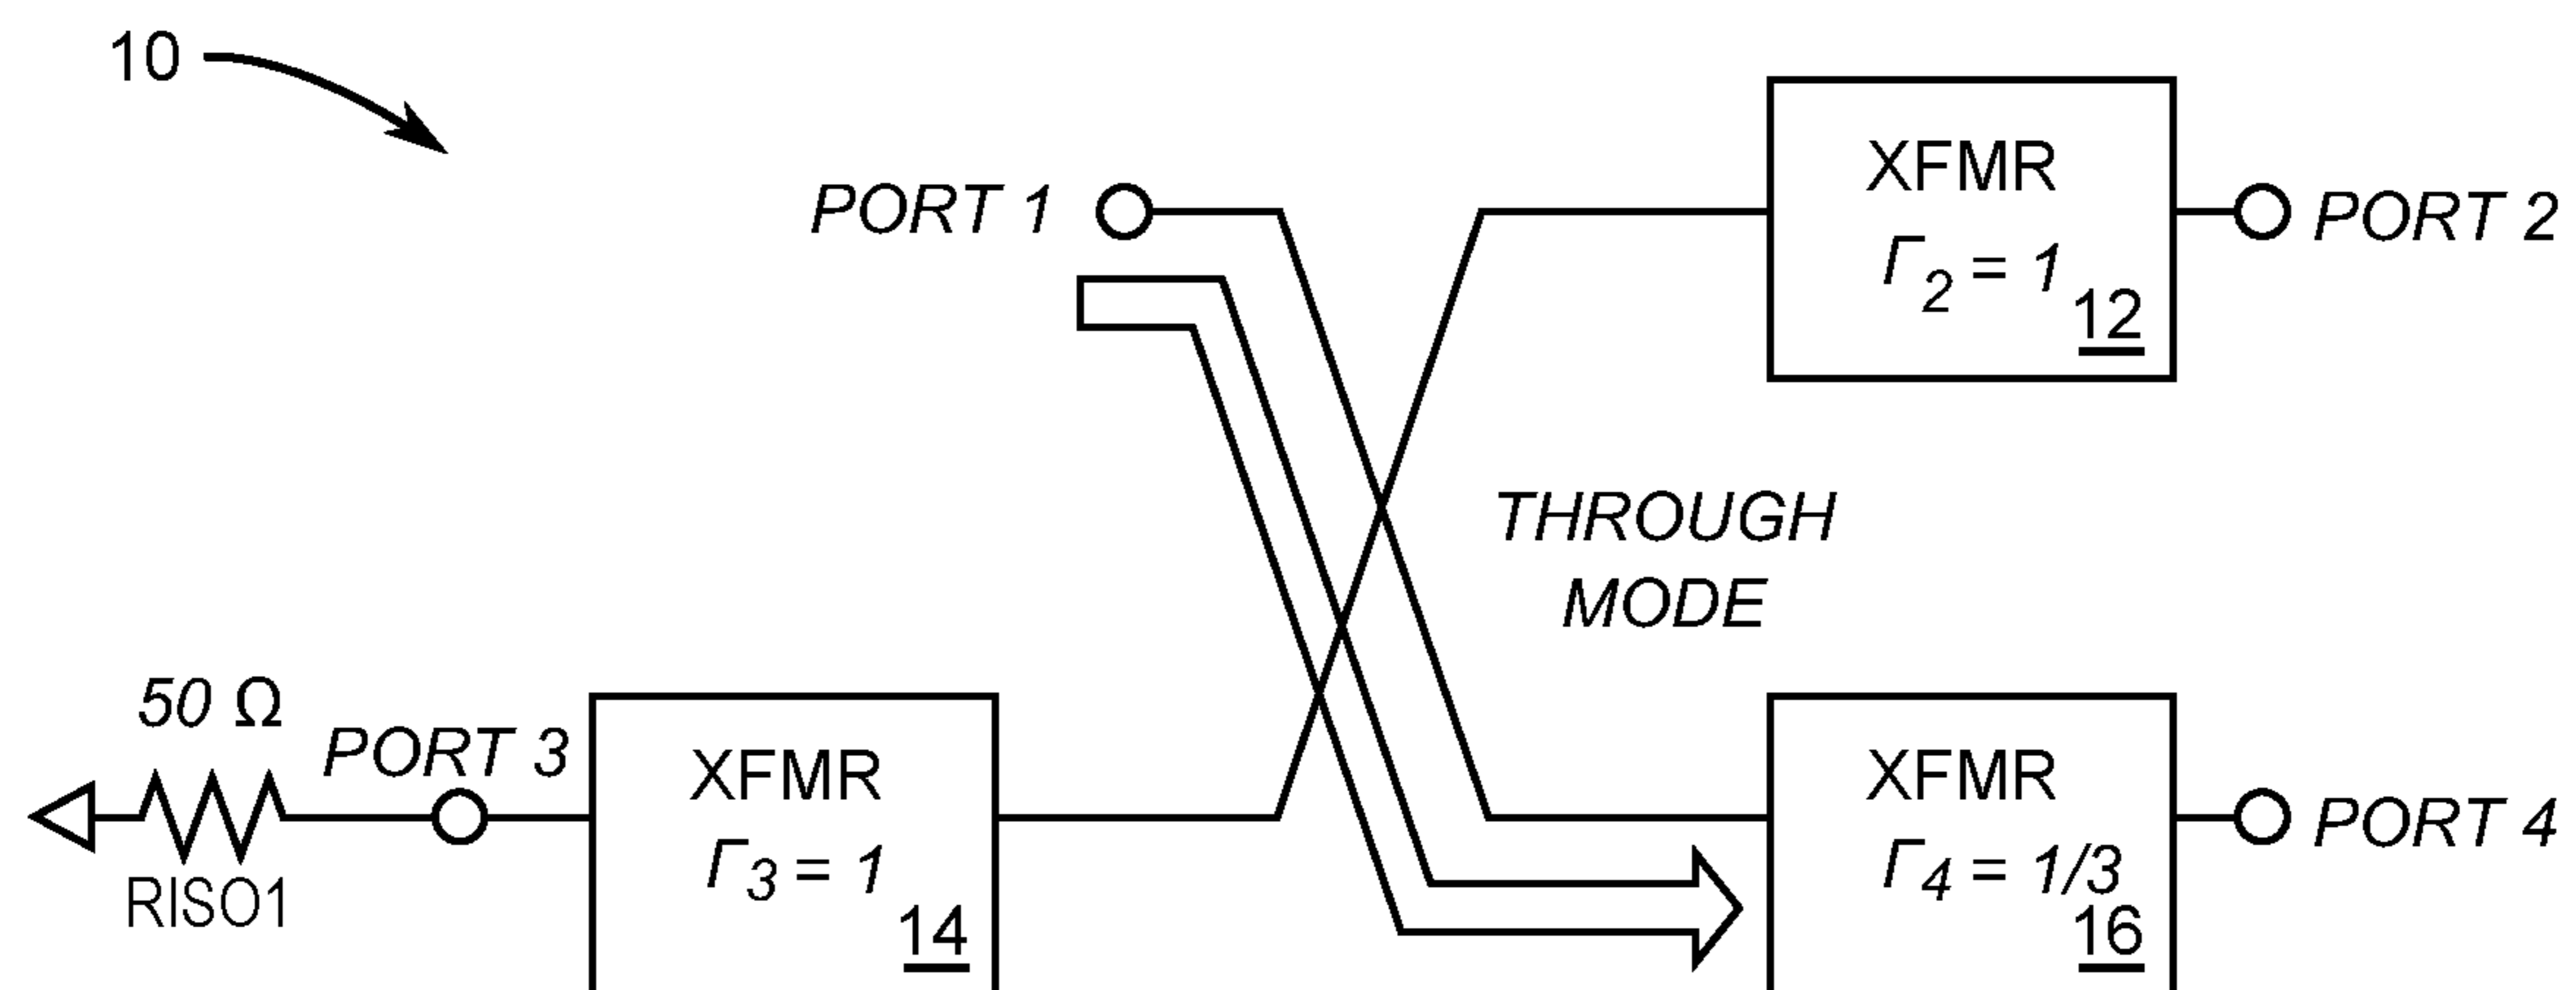 10
PORT 1
XFMR
Γ2 = 1
12
PORT 2
THROUGH
MODE
50 Ω
RISO1
PORT 3
XFMR
Γ3 = 1
14
XFMR
Γ4 = 1/3
16
PORT 4